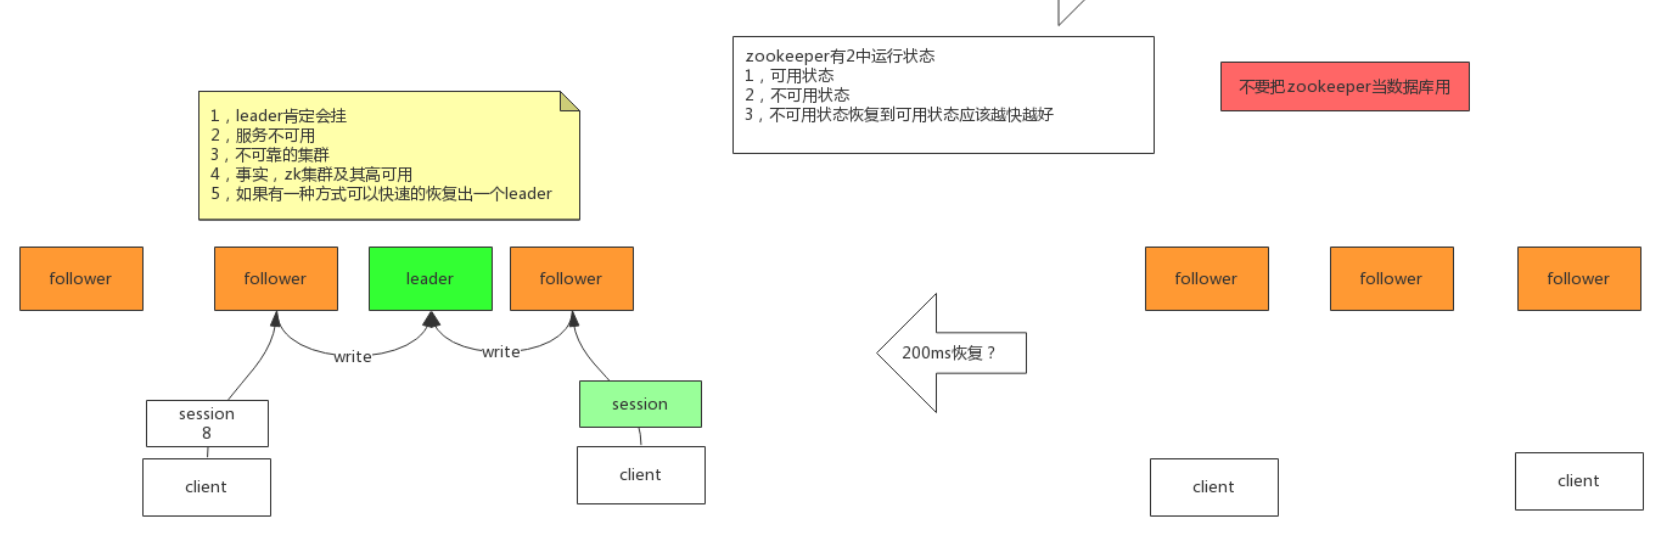 zookeeper有2中运行状态
1，可用状态
2，不可用状态
3，不可用状态恢复到可用状态应该越快越好
不要把zookeeper当数据库用
1，leader肯定会挂
2，服务不可用
3，不可靠的集群
4，事实，zk集群及其高可用
5，如果有一种方式可以快速的恢复出一个leader
follower
follower
leader
follower
follower
follower
follower
write
write
200ms恢复？
session
8
session
client
client
client
client